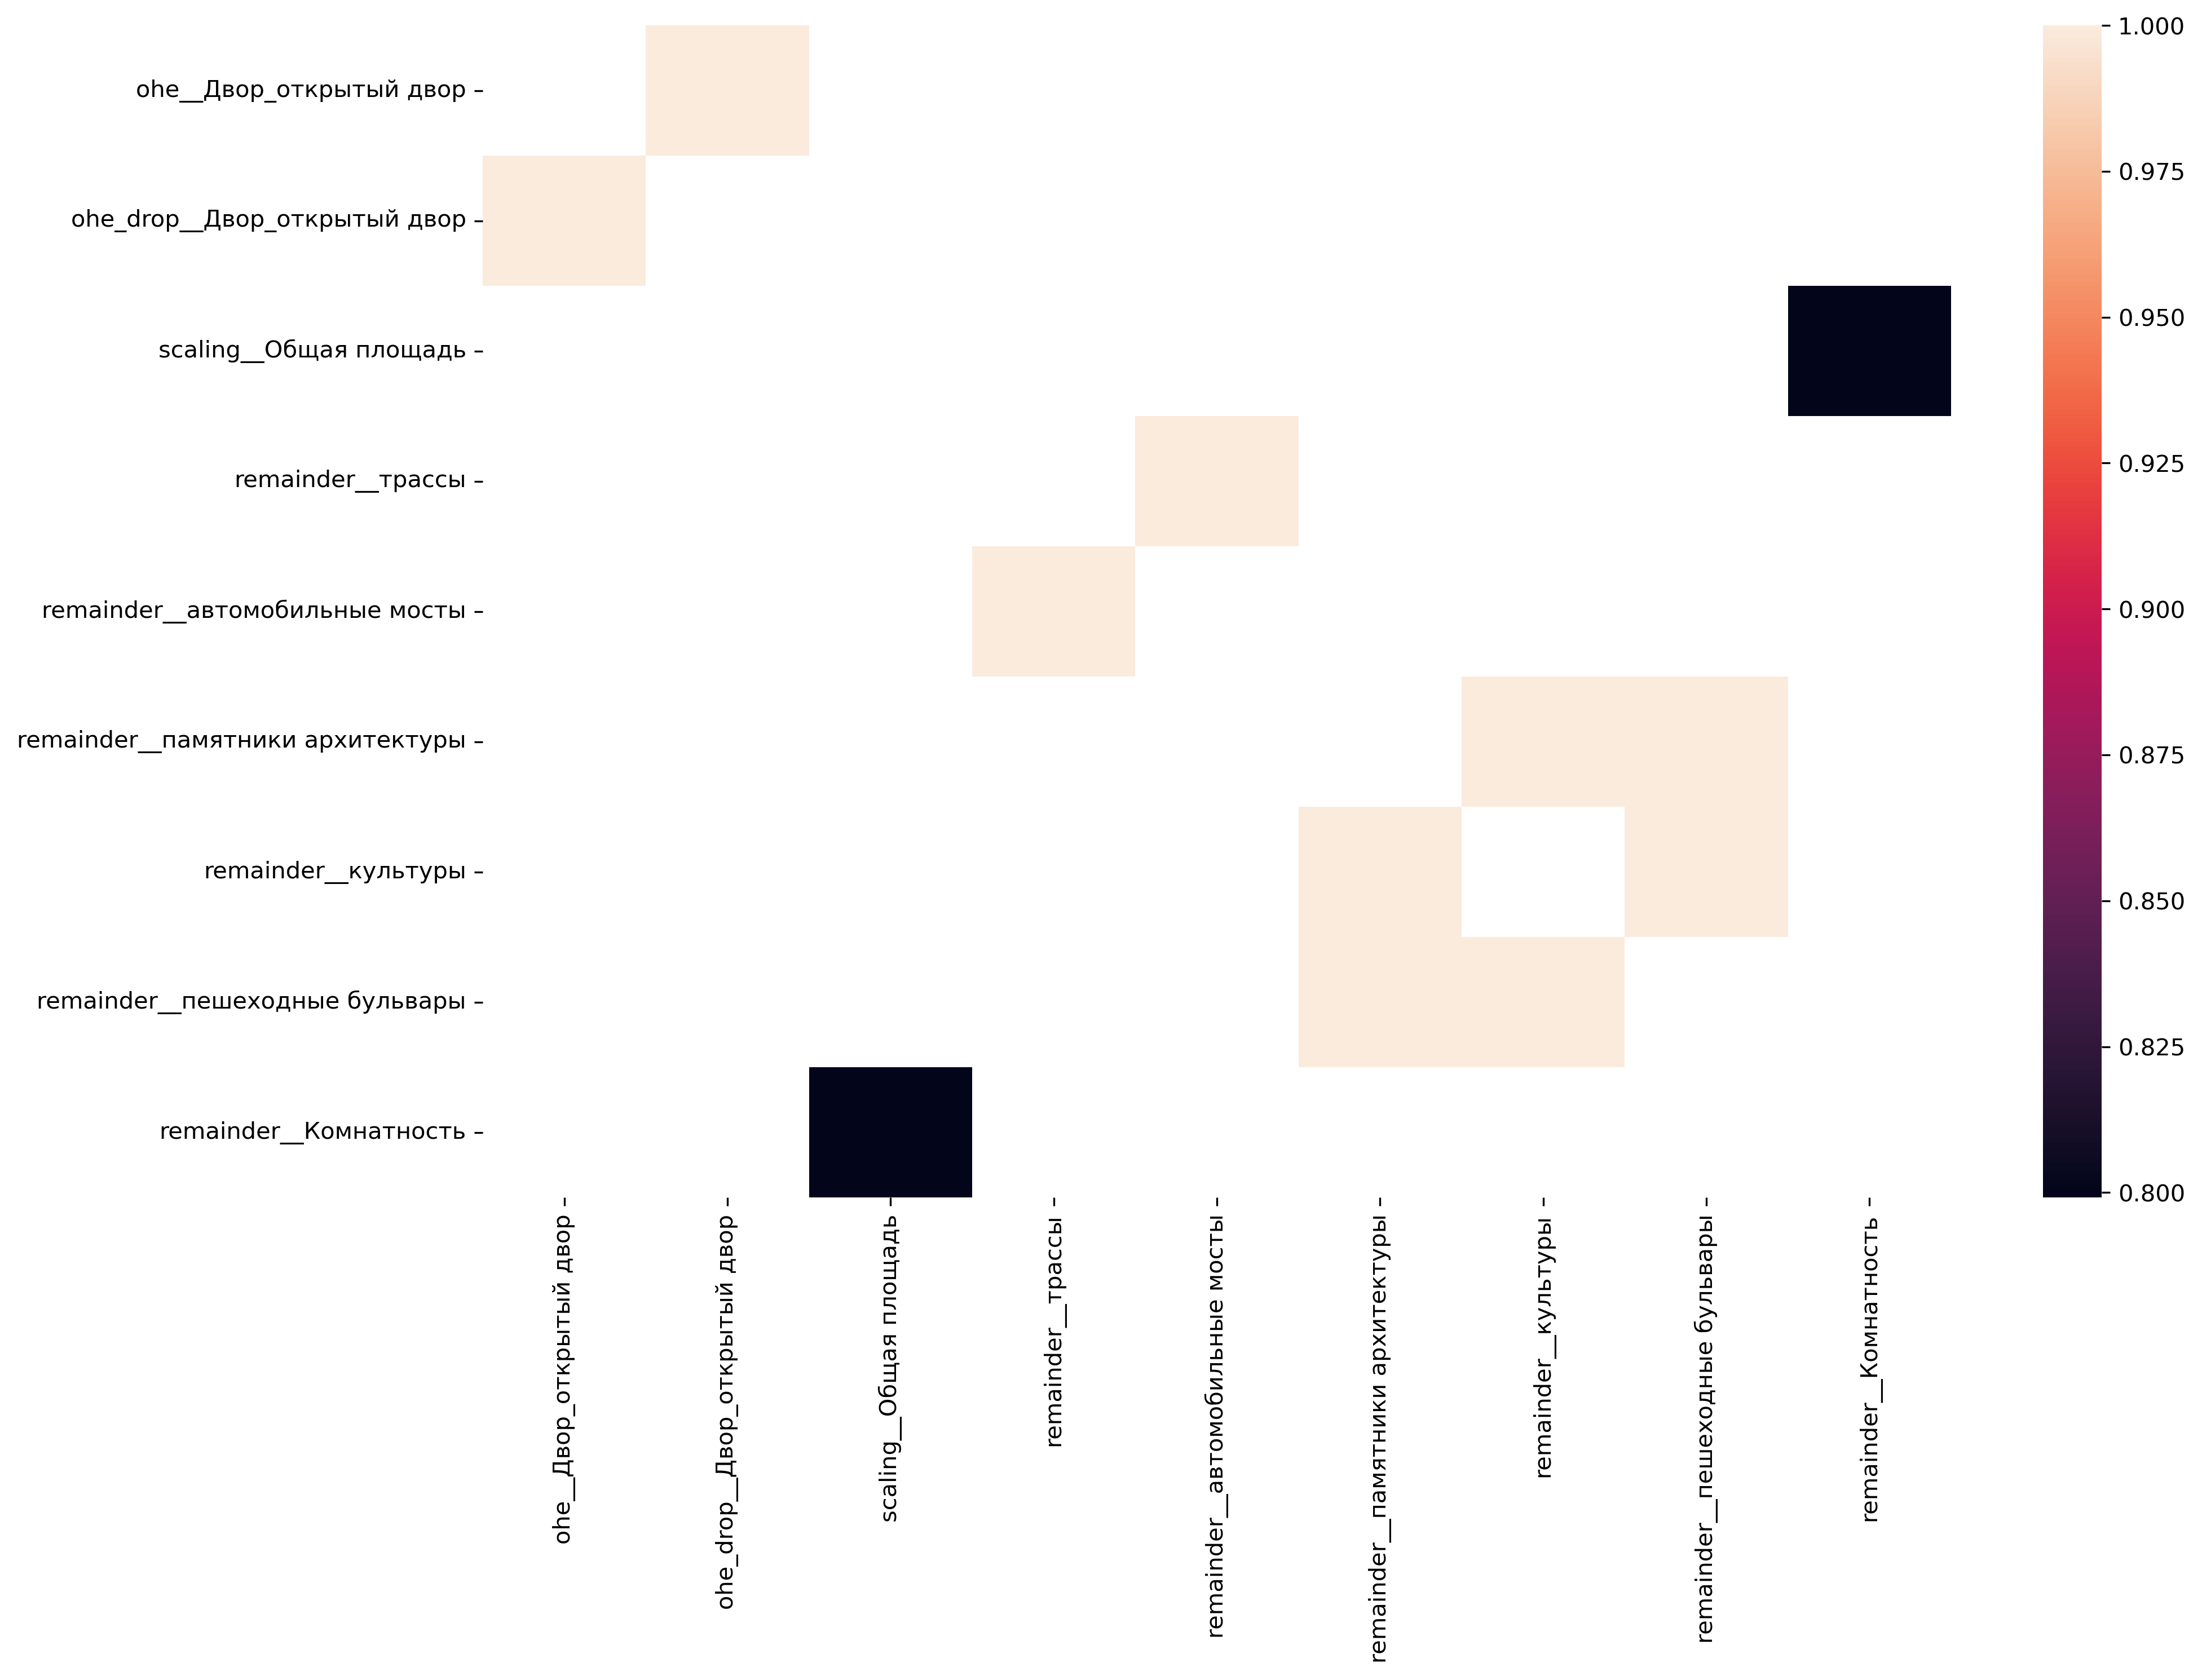 ohe__Двор_открытый двор
ohe_drop__Двор_открытый двор
scaling__Общая площадь
remainder__трассы
remainder__автомобильные мосты
remainder__памятники архитектуры
remainder__культуры
remainder__пешеходные бульвары
remainder__Комнатность
ohe__Двор_открытый двор
ohe_drop__Двор_открытый двор
scaling__Общая площадь
remainder__трассы
remainder__автомобильные мосты
remainder__памятники архитектуры
remainder__культуры
remainder__пешеходные бульвары
remainder__Комнатность
1.000
0.975
0.950
0.925
0.900
0.875
0.850
0.825
0.800